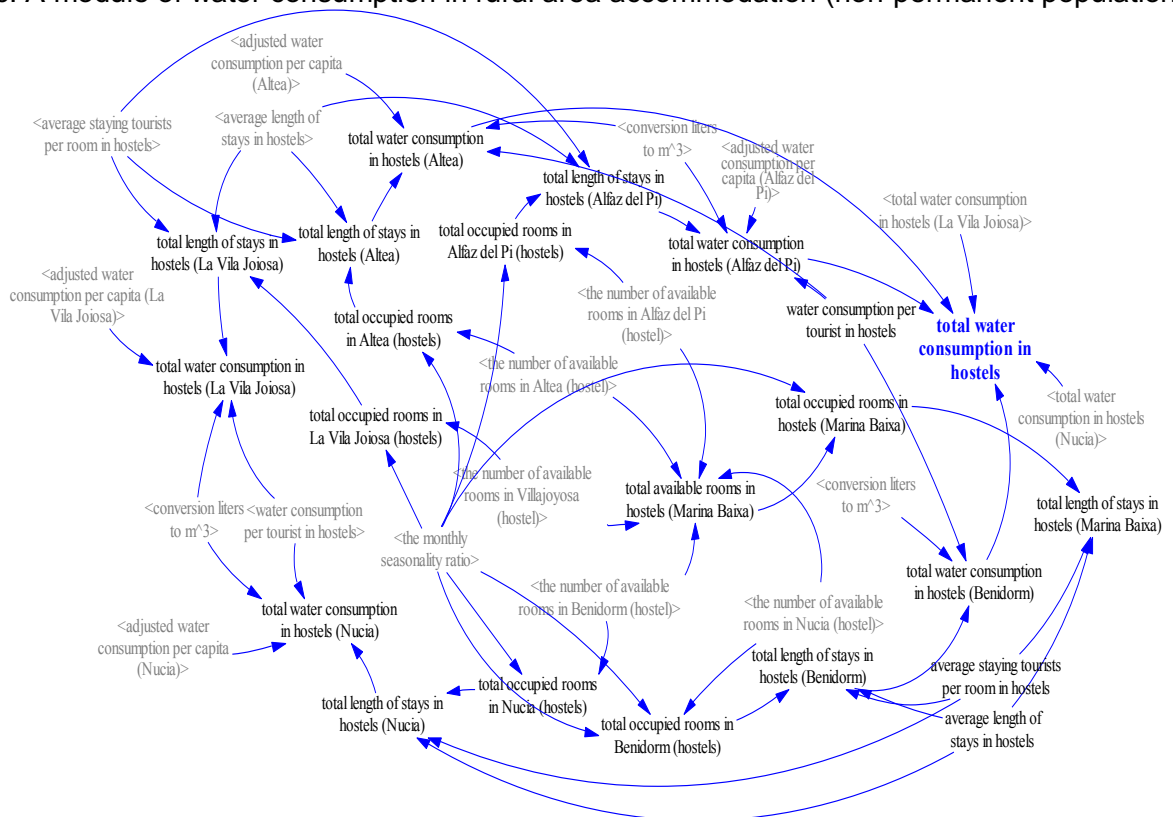 . A module of water consumption in rural area accommodation (non-permanent population
<adjusted water
consumption per capita
(Altea)>
<average staying tourists
per room in hostels>
<average length of
stays in hostels>
total water consumption
in hostels (Altea)
<conversion liters
to m^3>
<adjusted water
consumption per
capita (Alfaz del
Pi)>
total length of stays in
hostels (Alfaz del Pi)
<total water consumption
in hostels (La Vila Joiosa)>
total length of stays in
hostels (La Vila Joiosa)
total length of stays in
hostels (Altea)
total occupied rooms in
Alfaz del Pi (hostels)
total water consumption
in hostels (Alfaz del Pi)
<adjusted water
consumption per capita (La
Vila Joiosa)>
<the number of available
rooms in Alfaz del Pi
(hostel)>
water consumption per
tourist in hostels
total water
consumption in
hostels
total occupied rooms
in Altea (hostels)
total water consumption in
hostels (La Vila Joiosa)
<the number of available
rooms in Altea (hostel)>
<total water
consumption in hostels
(Nucia)>
total occupied rooms in
La Vila Joiosa (hostels)
total occupied rooms in
hostels (Marina Baixa)
<the number of available
rooms in Villajoyosa
(hostel)>
total available rooms in
hostels (Marina Baixa)
<conversion liters
to m^3>
total length of stays in
hostels (Marina Baixa)
<conversion liters
to m^3>
<water consumption
per tourist in hostels>
<the monthly
seasonality ratio>
total water consumption
in hostels (Benidorm)
<the number of available
rooms in Benidorm (hostel)>
<the number of available
rooms in Nucia (hostel)>
total water consumption
in hostels (Nucia)
<adjusted water
consumption per capita
(Nucia)>
total length of stays in
hostels (Benidorm)
average staying tourists
per room in hostels
total occupied rooms
in Nucia (hostels)
total length of stays in
hostels (Nucia)
total occupied rooms in
Benidorm (hostels)
average length of
stays in hostels